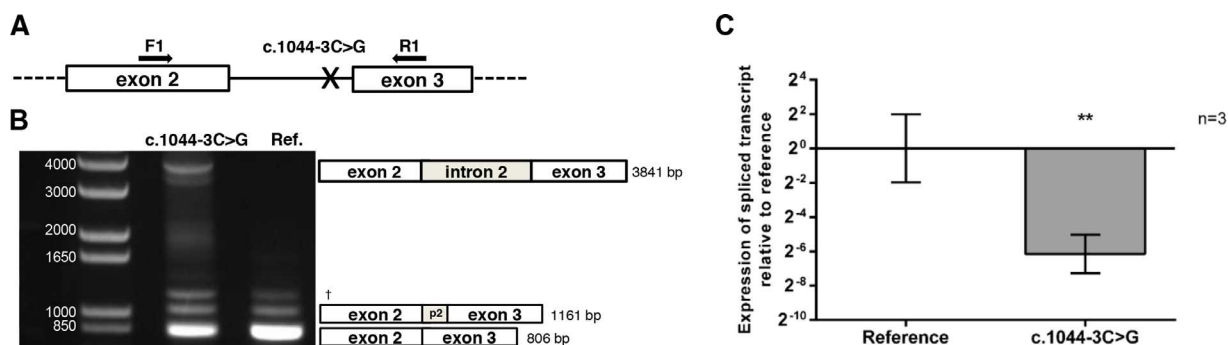 A
F1
c.1044-3C>G
R1
exon 2
X
exon 3
B
c.1044-3C>G Ref.
4000
3000
2000
1650
1000
850
exon 2 intron 2 exon 3 3841 bp
†
exon 2 p2 exon 3 1161 bp
exon 2 exon 3 806 bp
C
Expression of spliced transcript
relative to reference
2^4
2^2
2^0
2^-2
2^-4
2^-6
2^-8
2^-10
**
n=3
Reference
c.1044-3C>G